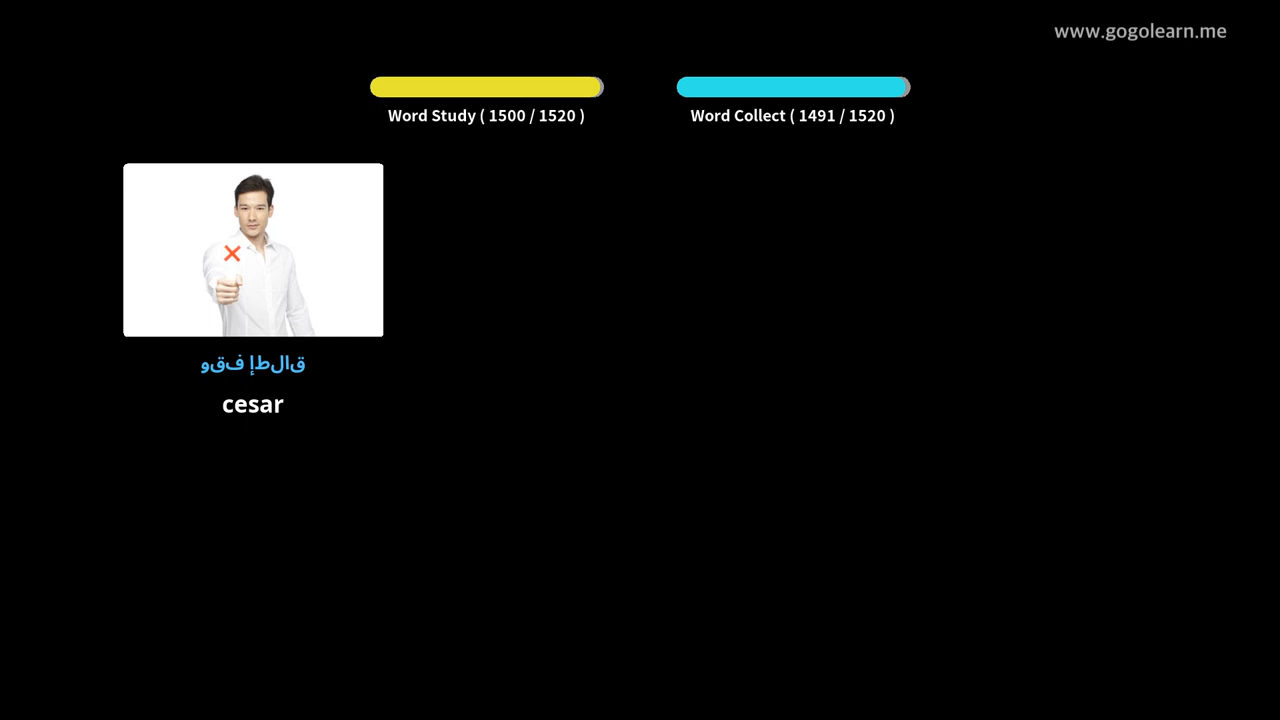 www.gogolearn.me
Word Study ( 1500 / 1520 )
Word Collect ( 1491 / 1520 )
قالطإ فقو
cesar